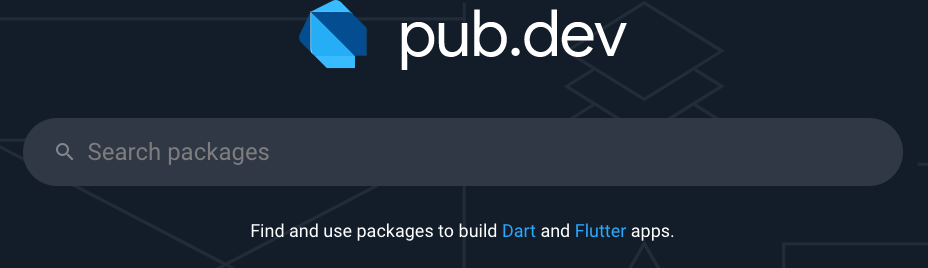 pub.dev
Search packages
Find and use packages to build Dart and Flutter apps.